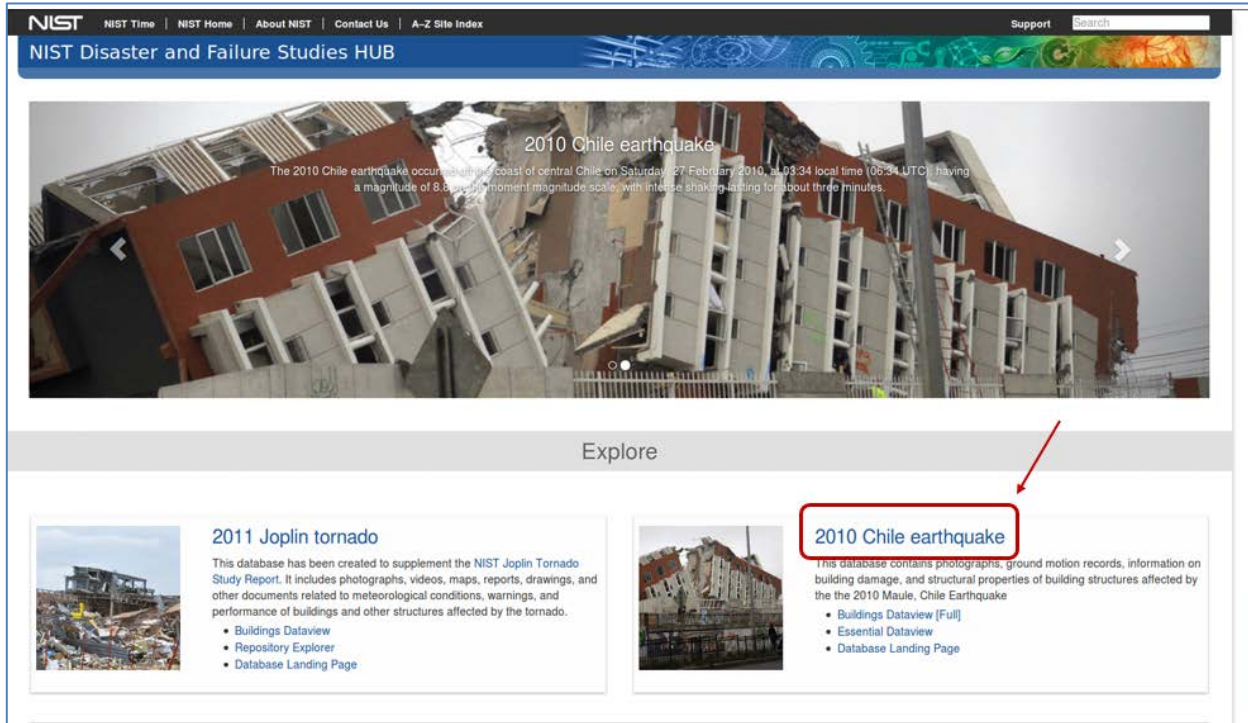 NIST NIST Time | NIST Home | About NIST | Contact Us | A–Z Site Index Support Search
NIST Disaster and Failure Studies HUB
2010 Chile earthquake
The 2010 Chile earthquake occurred off the coast of central Chile on Saturday, 27 February 2010, at 03:34 local time (06:34 UTC), having
a magnitude of 8.8 on the moment magnitude scale, with intense shaking lasting for about three minutes.
Explore
2011 Joplin tornado
This database has been created to supplement the NIST Joplin Tornado
Study Report. It includes photographs, videos, maps, reports, drawings, and
other documents related to meteorological conditions, warnings, and
performance of buildings and other structures affected by the tornado.
• Buildings Dataview
• Repository Explorer
• Database Landing Page
2010 Chile earthquake
This database contains photographs, ground motion records, information on
building damage, and structural properties of building structures affected by
the the 2010 Maule, Chile Earthquake
• Buildings Dataview [Full]
• Essential Dataview
• Database Landing Page